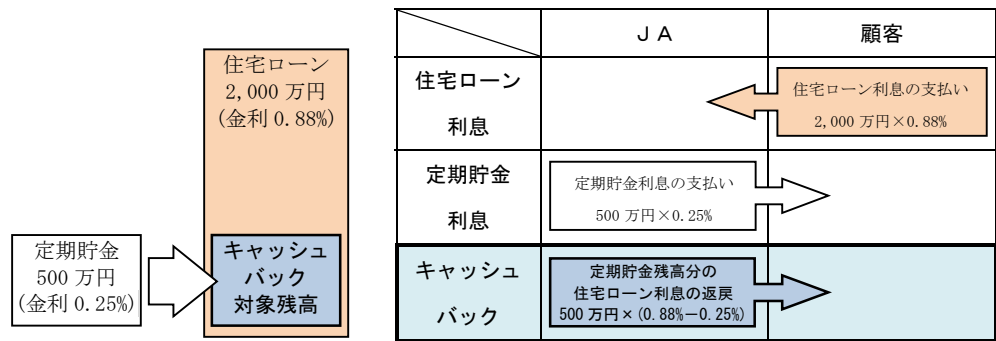 住宅ローン
2,000 万円
(金利 0.88%)
定期貯金
500 万円
(金利 0.25%)
キャッシュ
バック
対象残高
ＪＡ
顧客
住宅ローン
利息
住宅ローン利息の支払い
2,000 万円×0.88%
定期貯金
利息
定期貯金利息の支払い
500 万円×0.25%
キャッシュ
バック
定期貯金残高分の
住宅ローン利息の返戻
500 万円×(0.88%－0.25%)